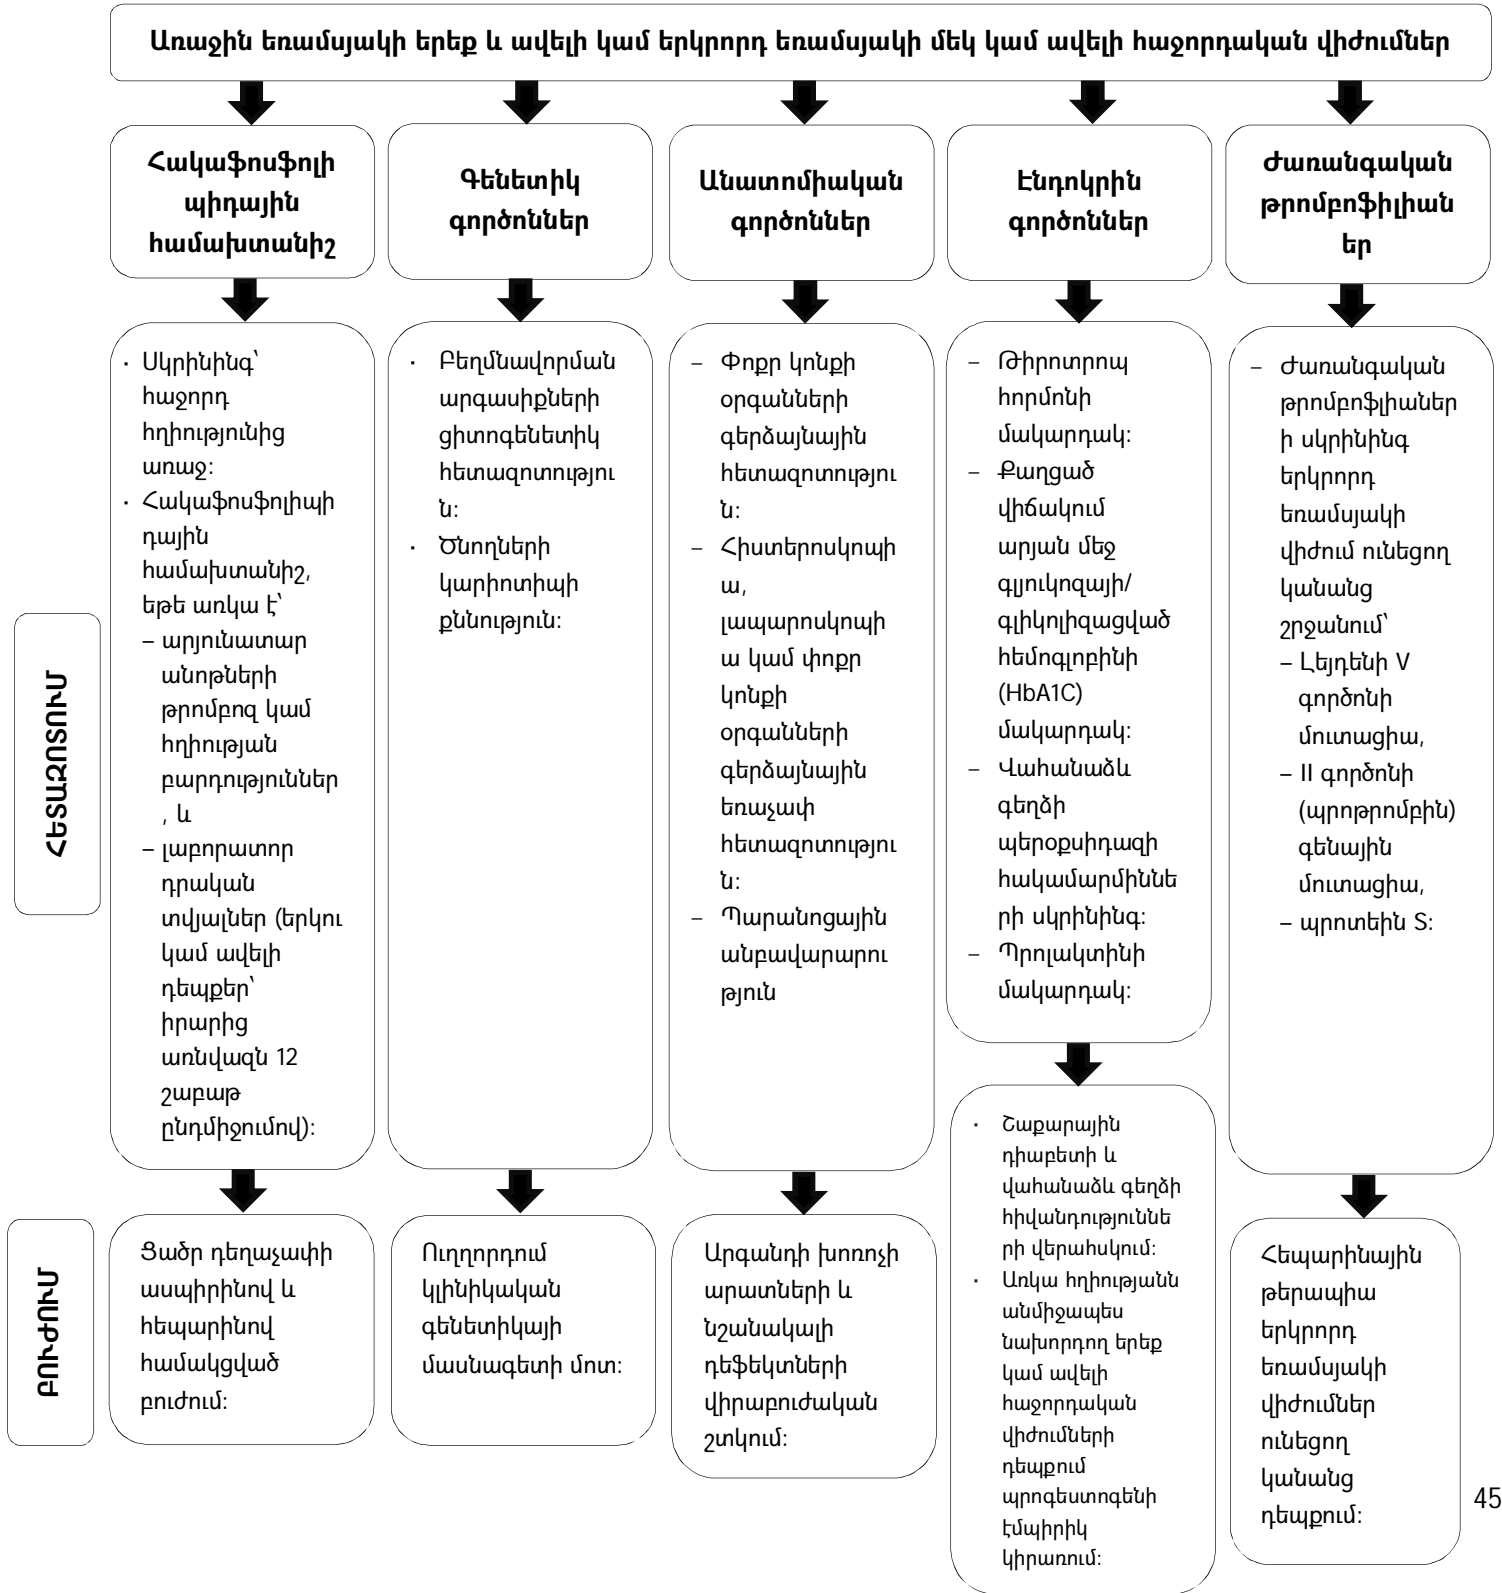 Առաջին եռամսյակի երեք և ավելի կամ երկրորդ եռամսյակի մեկ կամ ավելի հաջորդական վիժումներ
Հակաֆոսֆոլի
պիդային
համախտանիշ
Գենետիկ
գործոններ
Անատոմիական
գործոններ
Էնդոկրին
գործոններ
Ժառանգական
թրոմբոֆիլիան
եր
ՀԵՏԱԶՈՏՈՒՄ
· Սկրինինգ՝
հաջորդ
հղիությունից
առաջ:
· Հակաֆոսֆոլիպի
դային
համախտանիշ,
եթե առկա է՝
– արյունատար
անոթների
թրոմբոզ կամ
հղիության
բարդություններ
, և
– լաբորատոր
դրական
տվյալներ (երկու
կամ ավելի
դեպքեր՝
իրարից
առնվազն 12
շաբաթ
ընդմիջումով):
· Բեղմնավորման
արգասիքների
ցիտոգենետիկ
հետազոտությու
ն:
· Ծնողների
կարիոտիպի
քննություն:
– Փոքր կոնքի
օրգանների
գերձայնային
հետազոտությու
ն:
– Հիստերոսկոպի
ա,
լապարոսկոպի
ա կամ փոքր
կոնքի
օրգանների
գերձայնային
եռաչափ
հետազոտությու
ն:
– Պարանոցային
անբավարարու
թյուն
– Թիրոտրոպ
հորմոնի
մակարդակ:
– Քաղցած
վիճակում
արյան մեջ
գլյուկոզայի/
գլիկոլիզացված
հեմոգլոբինի
(HbA1C)
մակարդակ:
– Վահանաձև
գեղձի
պերօքսիդազի
հակամարմիննե
րի սկրինինգ:
– Պրոլակտինի
մակարդակ:
– Ժառանգական
թրոմբոֆլիաներ
ի սկրինինգ
երկրորդ
եռամսյակի
վիժում ունեցող
կանանց
շրջանում՝
– Լեյդենի V
գործոնի
մուտացիա,
– II գործոնի
(պրոթրոմբին)
գենային
մուտացիա,
– պրոտեին S:
ԲՈՒԺՈՒՄ
Ցածր դեղաչափի
ասպիրինով և
հեպարինով
համակցված
բուժում:
Ուղղորդում
կլինիկական
գենետիկայի
մասնագետի մոտ:
Արգանդի խոռոչի
արատների և
նշանակալի
դեֆեկտների
վիրաբուժական
շտկում:
· Շաքարային
դիաբետի և
վահանաձև գեղձի
հիվանդություննե
րի վերահսկում:
· Առկա հղիությանն
անմիջապես
նախորդող երեք
կամ ավելի
հաջորդական
վիժումների
դեպքում
պրոգեստոգենի
էմպիրիկ
կիրառում:
Հեպարինային
թերապիա
երկրորդ
եռամսյակի
վիժումներ
ունեցող
կանանց
դեպքում:
45